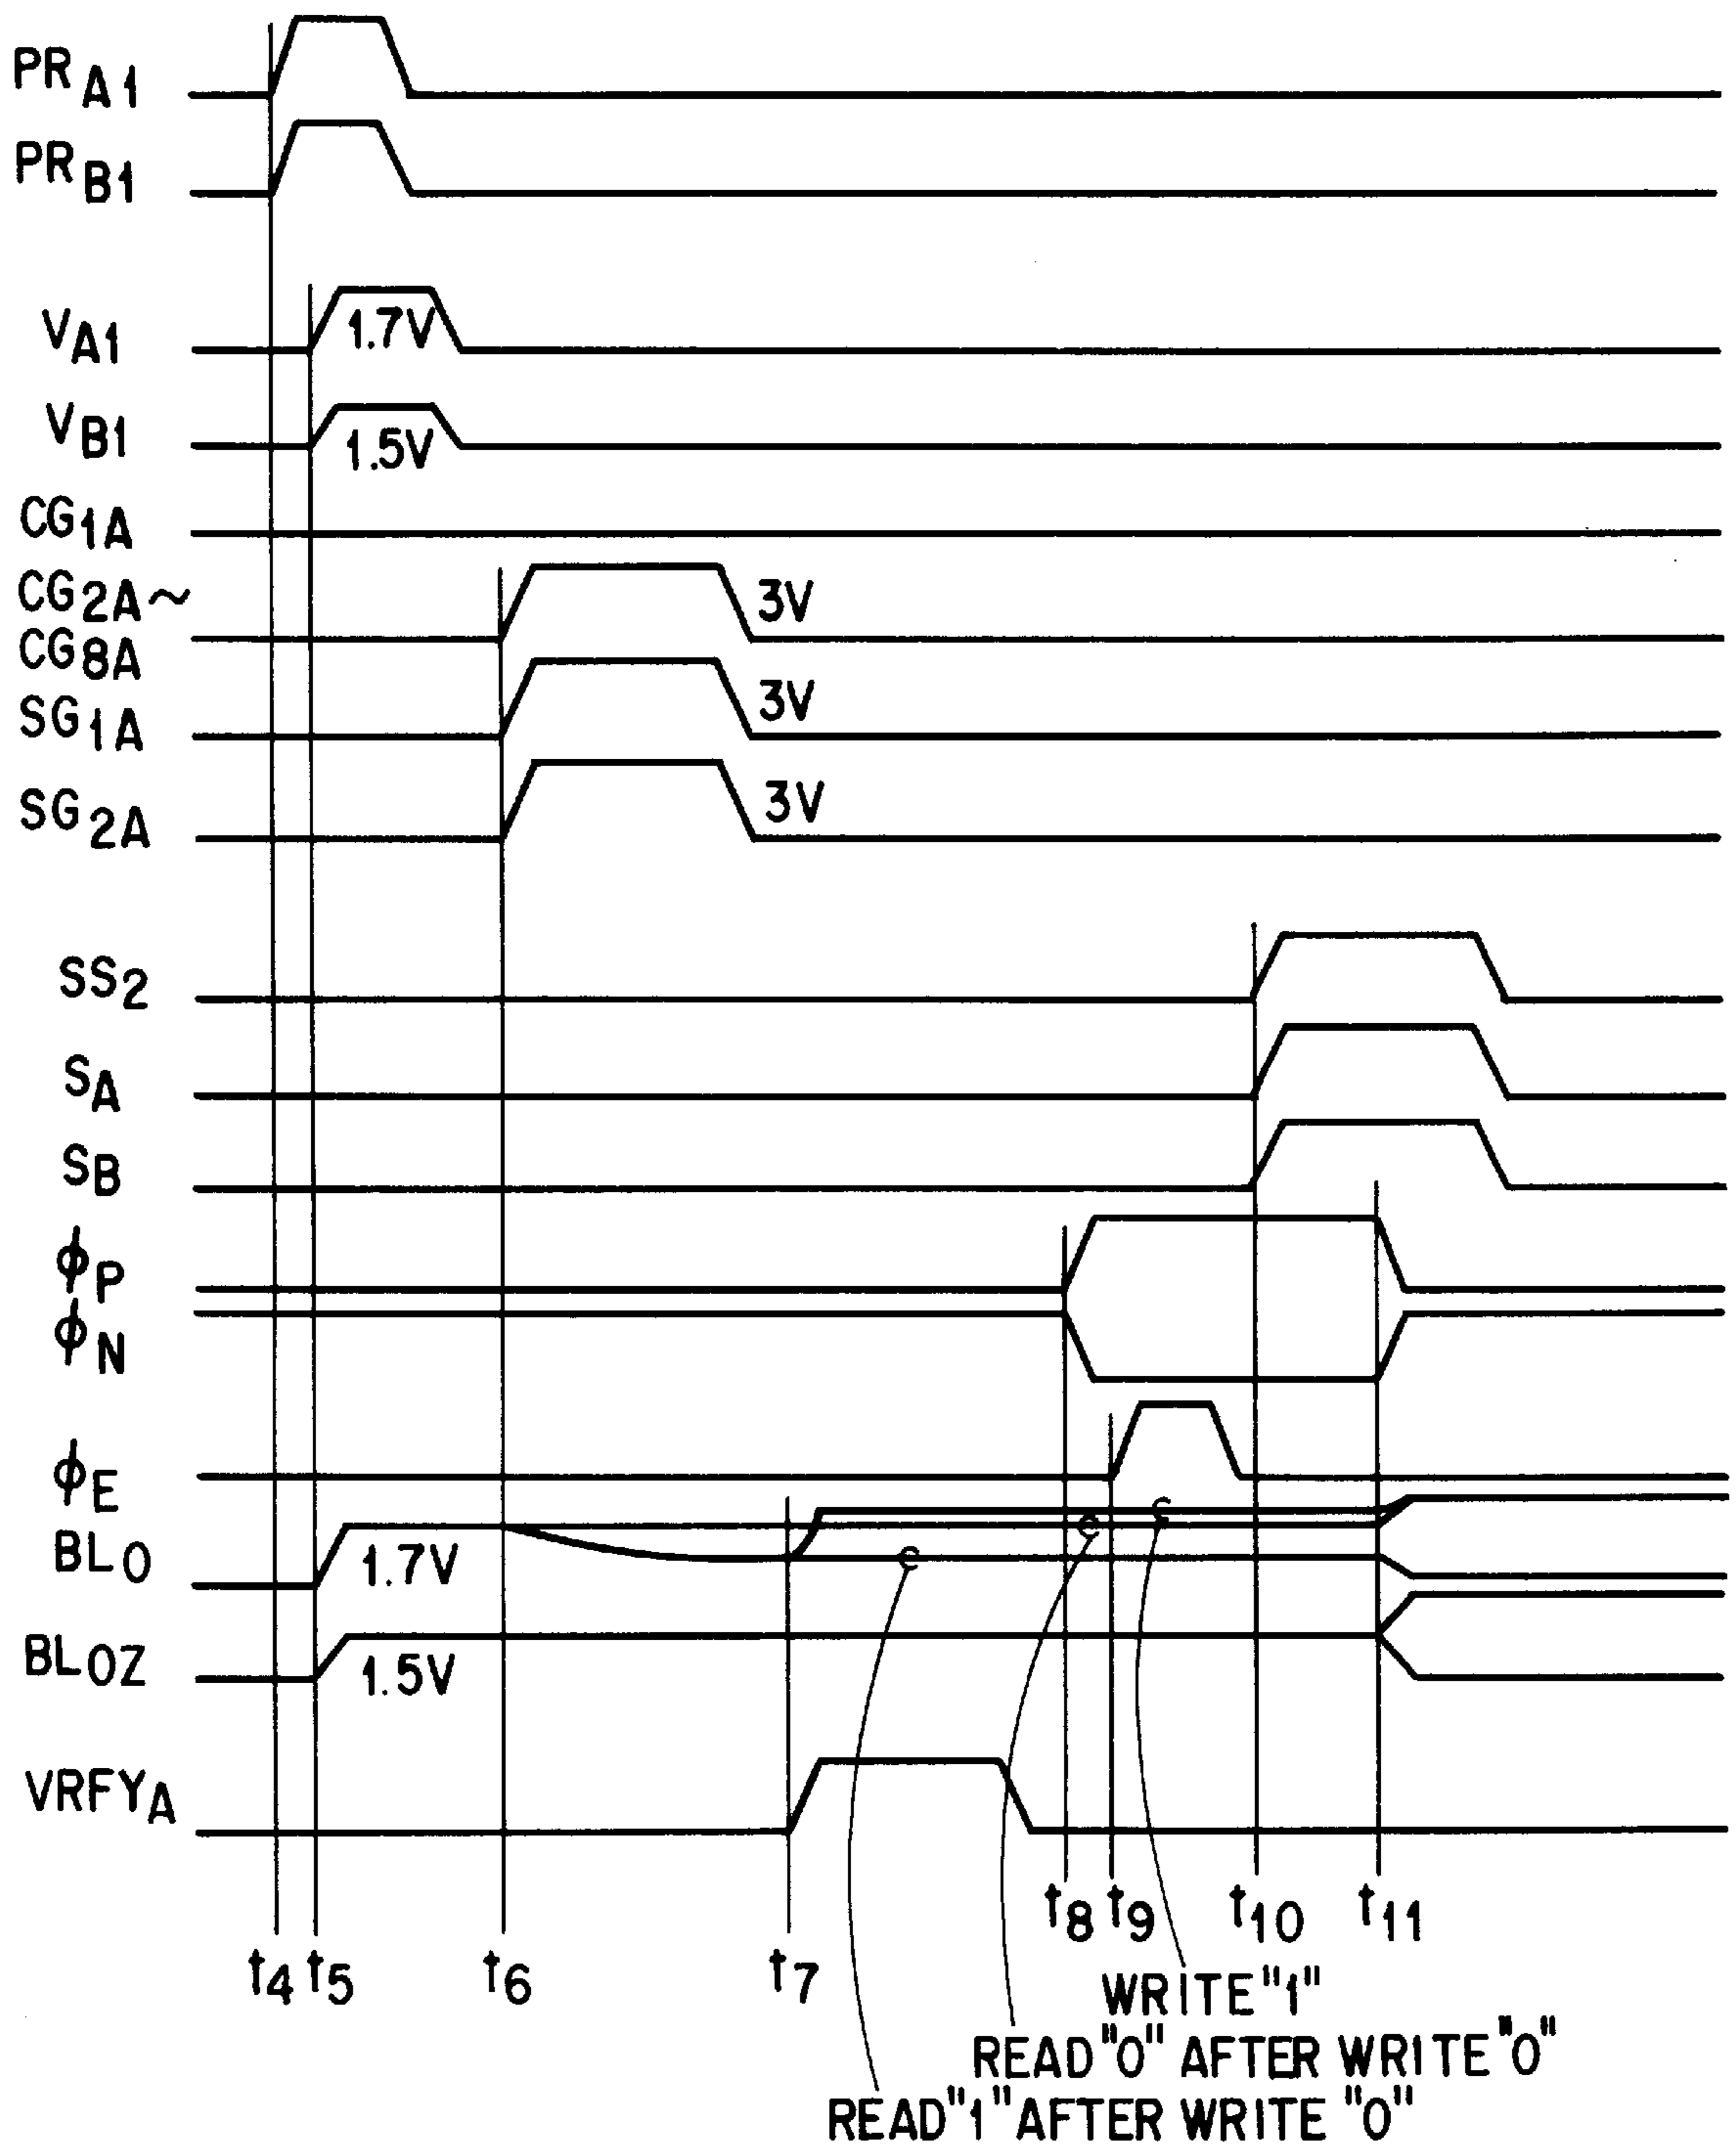 PRA1
PRB1
VA1 1.7V
VB1 1.5V
CG1A
CG2A~
CG8A 3V
SG1A 3V
SG2A 3V
SS2
SA
SB
ϕP
ϕN
ϕE
BL0 1.7V
BL0Z 1.5V
VRFYA
t8 t9 t10 t11
t4 t5 t6 t7
WRITE"1"
READ"0" AFTER WRITE"0"
READ"1"AFTER WRITE "0"